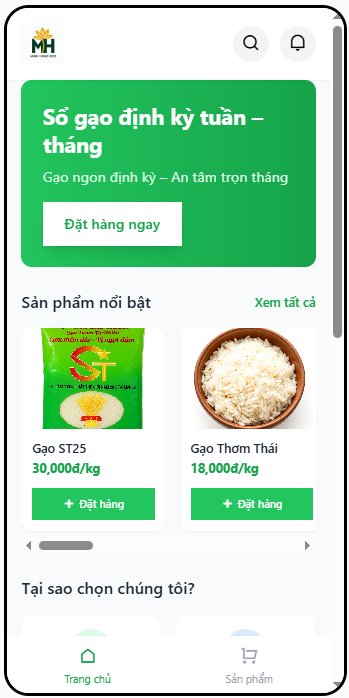 MH
MINH HONG RICE
Sổ gạo định kỳ tuần –
tháng
Gạo ngon định kỳ – An tâm trọn tháng
Đặt hàng ngay
Sản phẩm nổi bật
Xem tất cả
ST
Gạo ST25
30,000đ/kg
+ Đặt hàng
Gạo Thơm Thái
18,000đ/kg
+ Đặt hàng
Tại sao chọn chúng tôi?
Trang chủ
Sản phẩm